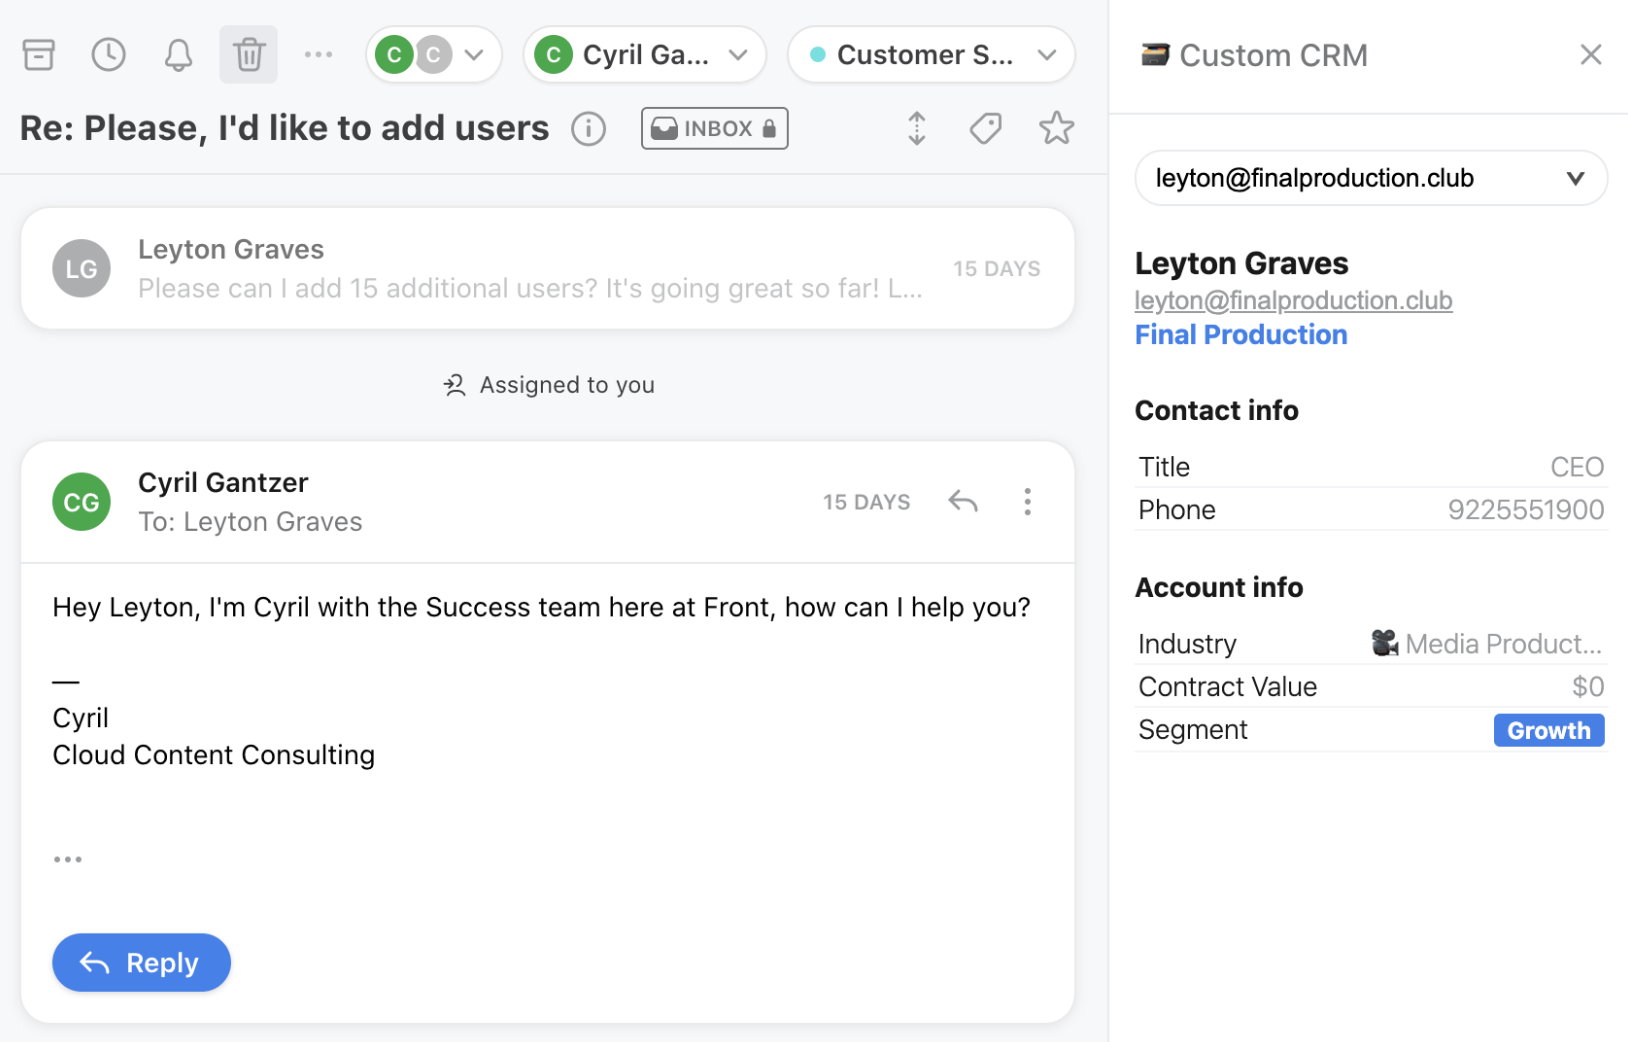 C C
C Cyril Ga...
Customer S...
Re: Please, I'd like to add users
INBOX
LG
Leyton Graves
Please can I add 15 additional users? It's going great so far! L...
15 DAYS
Assigned to you
CG
Cyril Gantzer
To: Leyton Graves
15 DAYS
Hey Leyton, I'm Cyril with the Success team here at Front, how can I help you?
—
Cyril
Cloud Content Consulting
Reply
Custom CRM
leyton@finalproduction.club
Leyton Graves
leyton@finalproduction.club
Final Production
Contact info
Title CEO
Phone 9225551900
Account info
Industry Media Product...
Contract Value $0
Segment Growth